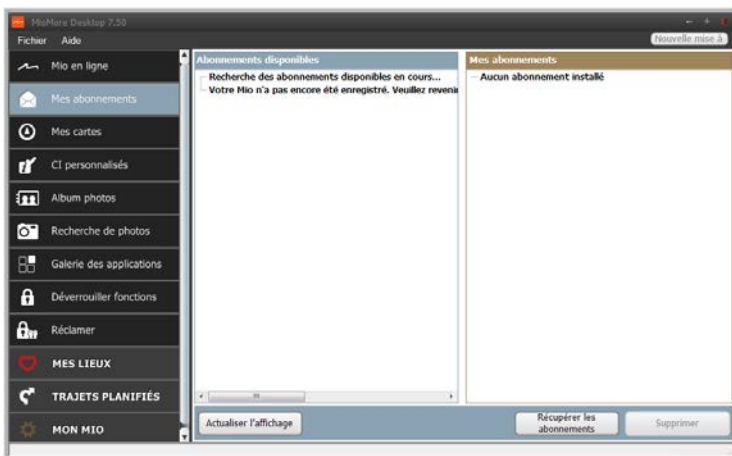 MioMore Desktop 7.50
Fichier Aide
Nouvelle mise à
Mio en ligne
Mes abonnements
Mes cartes
CI personnalisés
Album photos
Recherche de photos
Galerie des applications
Déverrouiller fonctions
Réclamer
MES LIEUX
TRAJETS PLANIFIÉS
MON MIO
Abonnements disponibles
Recherche des abonnements disponibles en cours...
Votre Mio n'a pas encore été enregistré. Veuillez revenir
Mes abonnements
Aucun abonnement installé
Actualiser l'affichage
Récupérer les
abonnements
Supprimer